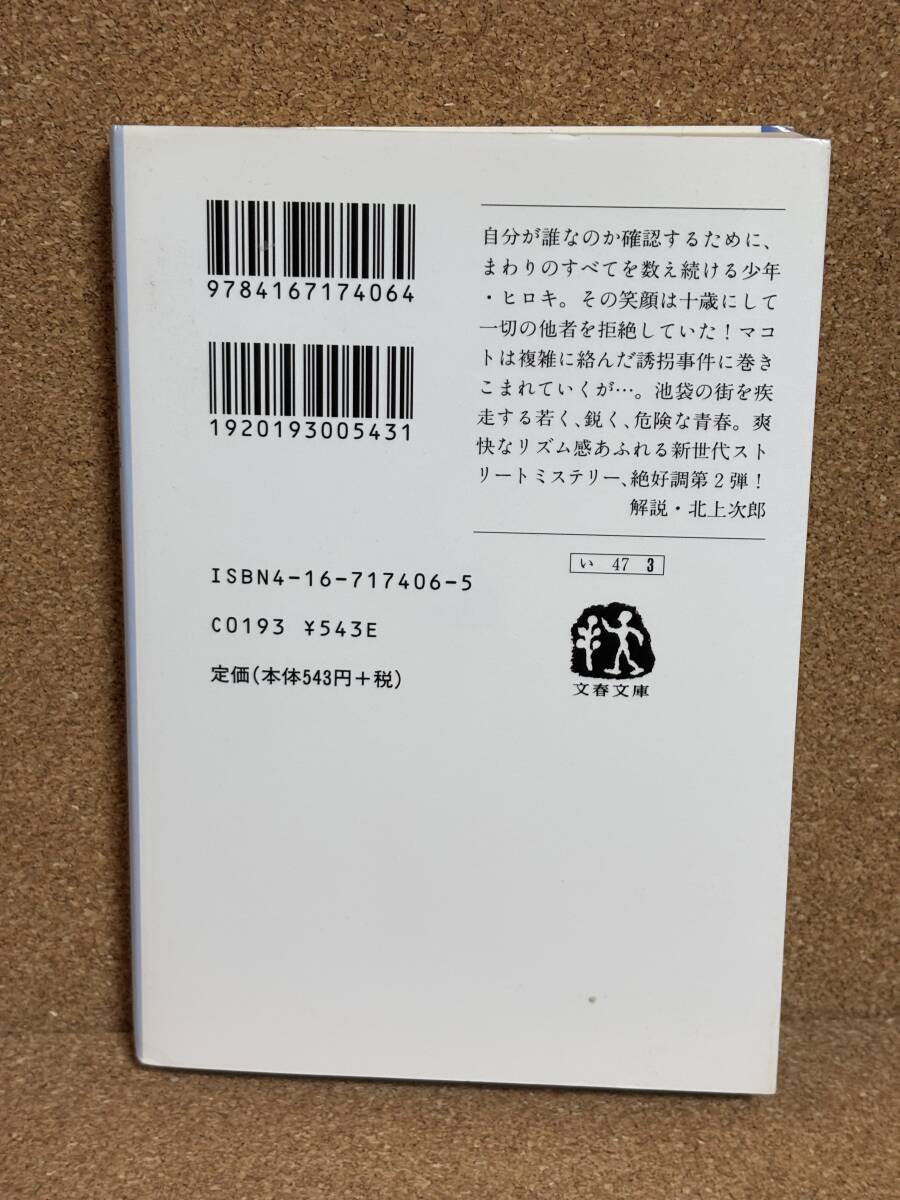 9784167174064
1920193005431
ISBN4-16-717406-5
C0193 ¥543E
定価(本体543円+税)
自分が誰なのか確認するために、
まわりのすべてを数え続ける少年
・ヒロキ。その笑顔は十歳にして
一切の他者を拒絶していた！マコ
トは複雑に絡んだ誘拐事件に巻き
こまれていくが…。池袋の街を疾
走する若く、鋭く、危険な青春。爽
快なリズム感あふれる新世代スト
リートミステリー、絶好調第2弾！
解説・北上次郎
い 47 3
文春文庫